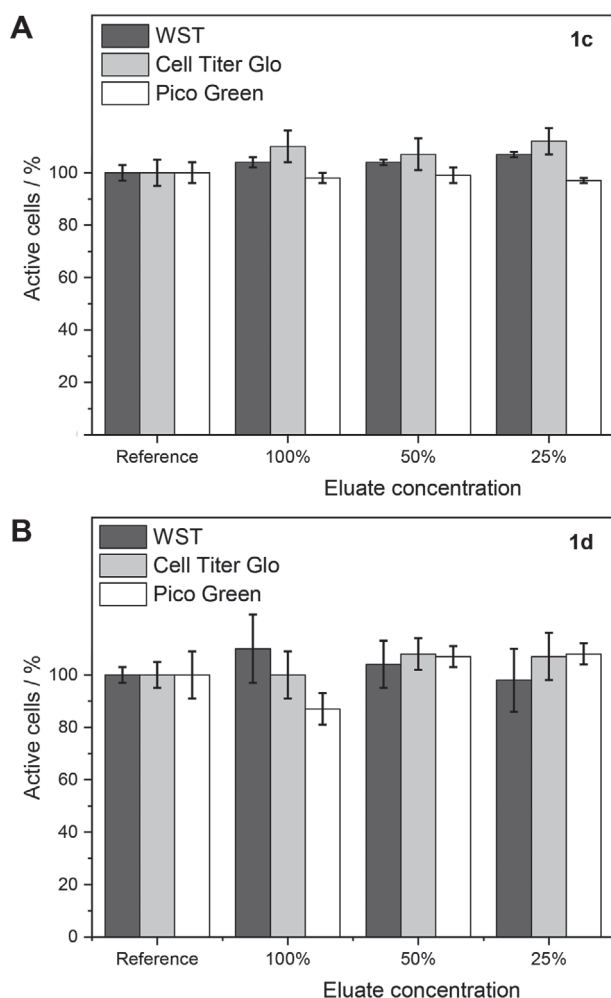 A
WST
Cell Titer Glo
Pico Green
1c
Active cells / %
100
80
60
40
20
Reference
100%
50%
25%
Eluate concentration
B
WST
Cell Titer Glo
Pico Green
1d
Active cells / %
100
80
60
40
20
0
Reference
100%
50%
25%
Eluate concentration